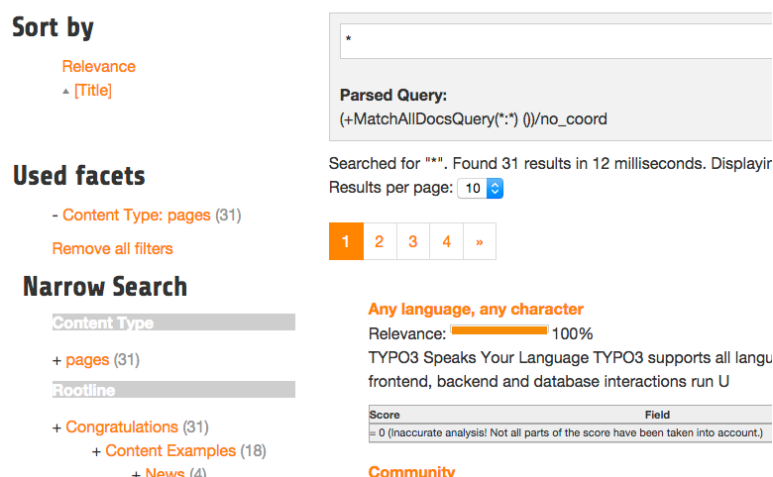 Sort by
Relevance
[Title]
Used facets
- Content Type: pages (31)
Remove all filters
Narrow Search
Content Type
+ pages (31)
Rootline
+ Congratulations (31)
+ Content Examples (18)
+ News (4)
*
Parsed Query:
(+MatchAllDocsQuery(*:*) ())/no_coord
Searched for "*". Found 31 results in 12 milliseconds. Displayin
Results per page: 10
1 2 3 4 »
Any language, any character
Relevance: 100%
TYPO3 Speaks Your Language TYPO3 supports all langu
frontend, backend and database interactions run U
Score Field
= 0 (Inaccurate analysis! Not all parts of the score have been taken into account.)
Community